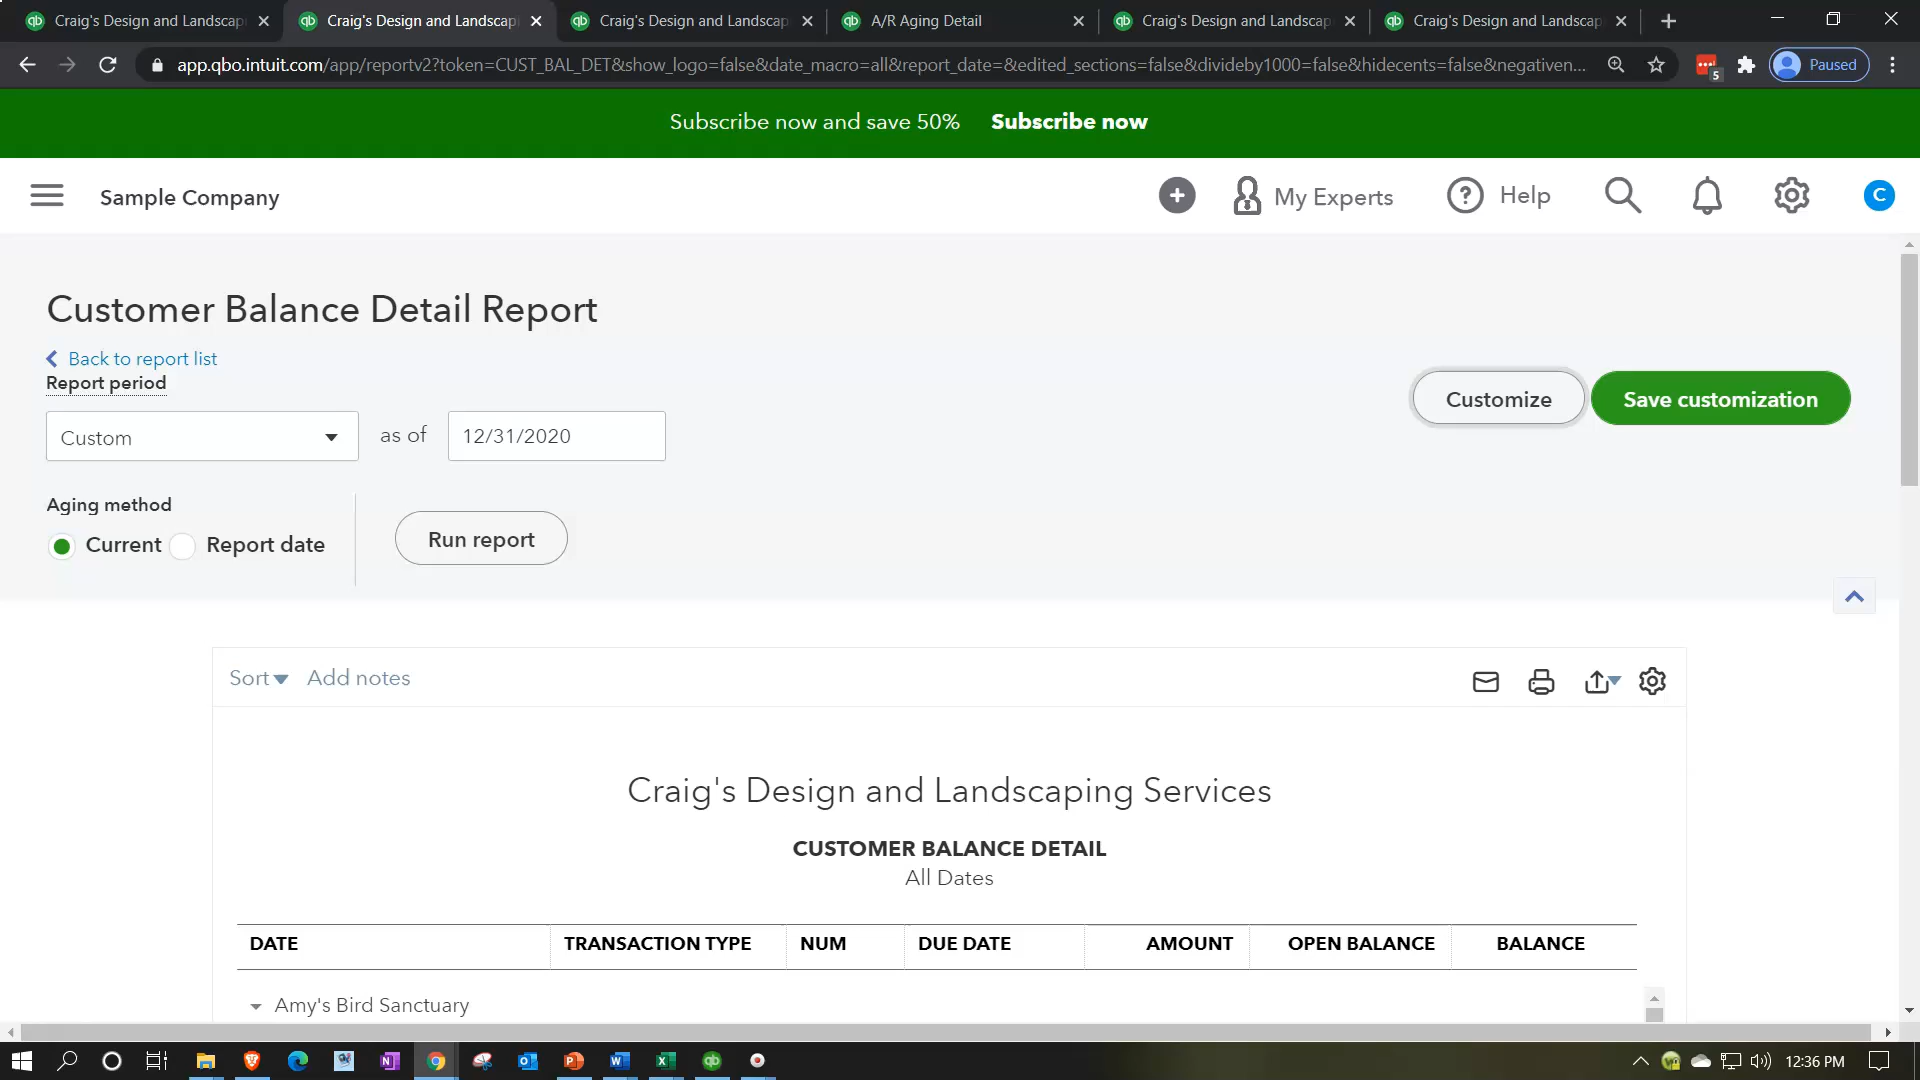 Craig's Design and Landscap
Craig's Design and Landscap
Craig's Design and Landscap
A/R Aging Detail
Craig's Design and Landscap
Craig's Design and Landscap
app.qbo.intuit.com/app/reportv2?token=CUST_BAL_DET&show_logo=false&date_macro=all&report_date=&edited_sections=false&divideby1000=false&hidecents=false&negativen...
5
Paused
Subscribe now and save 50% Subscribe now
Sample Company
My Experts
Help
C
Customer Balance Detail Report
Back to report list
Report period
Custom
as of
12/31/2020
Customize
Save customization
Aging method
Current
Report date
Run report
Sort
Add notes
Craig's Design and Landscaping Services
CUSTOMER BALANCE DETAIL
All Dates
DATE TRANSACTION TYPE NUM DUE DATE AMOUNT OPEN BALANCE BALANCE
Amy's Bird Sanctuary
12:36 PM